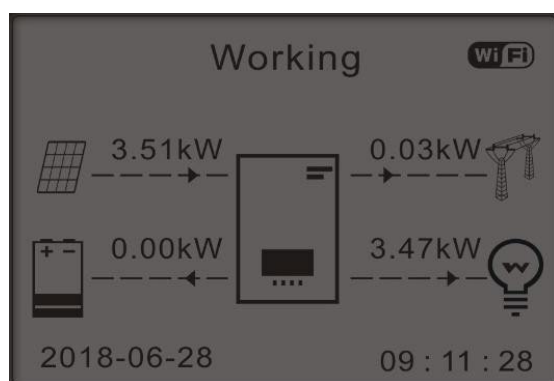 Working
WiFi
3.51kW
0.03kW
0.00kW
3.47kW
2018-06-28
09 : 11 : 28